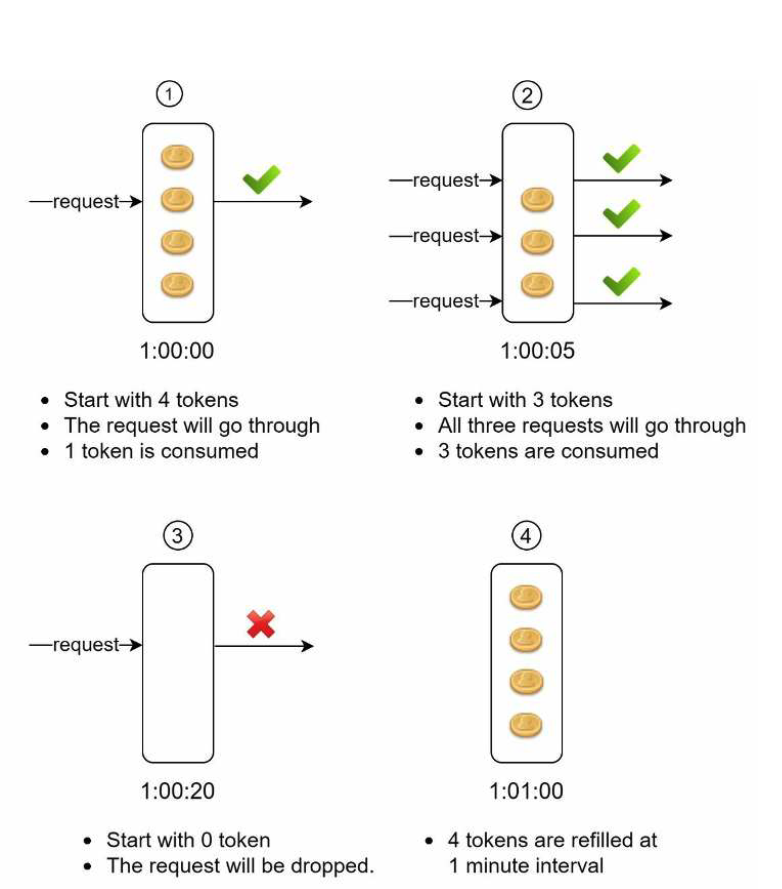 1
request
1:00:00
• Start with 4 tokens
• The request will go through
• 1 token is consumed
2
request
request
request
1:00:05
• Start with 3 tokens
• All three requests will go through
• 3 tokens are consumed
3
request
1:00:20
• Start with 0 token
• The request will be dropped.
4
1:01:00
• 4 tokens are refilled at
1 minute interval